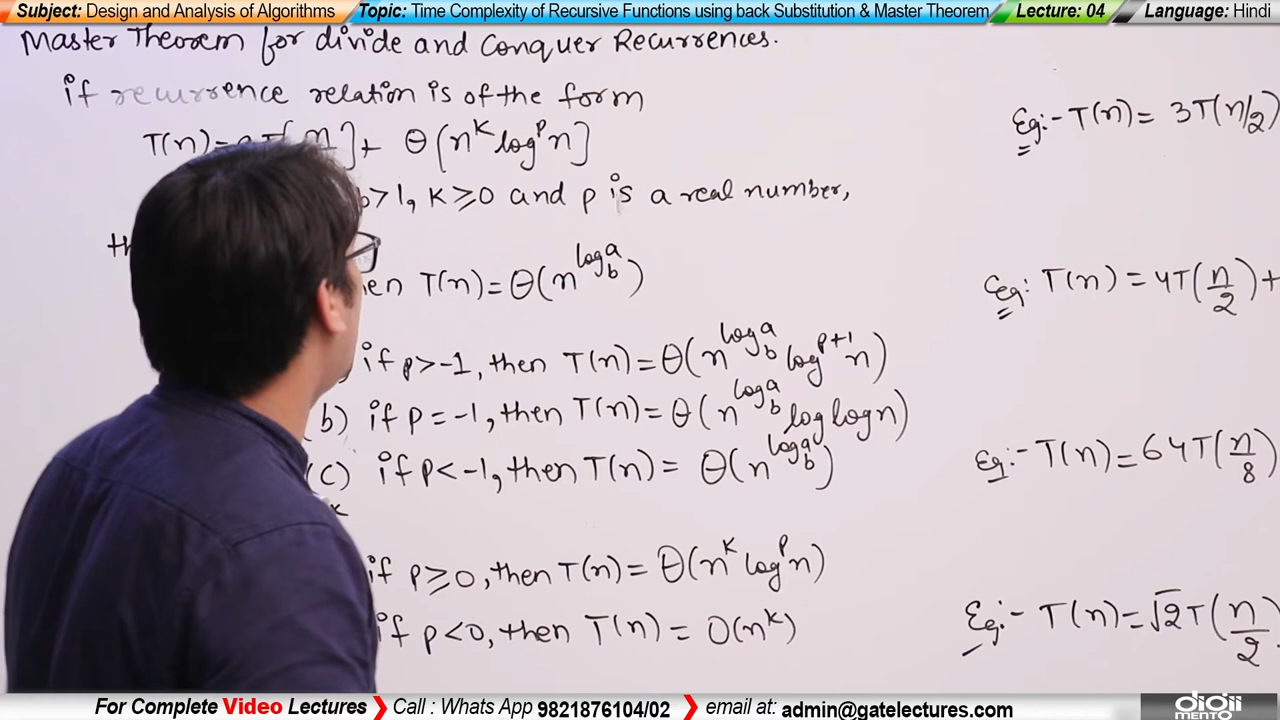 Subject: Design and Analysis of Algorithms Topic: Time Complexity of Recursive Functions using back Substitution & Master Theorem Lecture: 04 Language: Hindi
Master Theorem for divide and Conquer Recurrences.
if recurrence relation is of the form
T(n)= ] + θ[n^k log^p n]
b>1, k≥0 and p is a real number,
T(n)=θ(n^log_b a)
if p>-1, then T(n)=θ(n^log_b a log^p+1 n)
b) if p=-1, then T(n)=θ(n^log_b a log log n)
(c) if p<-1, then T(n)= θ(n^log_b a)
if p≥0, then T(n)= θ(n^k log^p n)
if p<0, then T(n)= O(n^k)
Eg:- T(n)= 3T(n/2)
Eg: T(n)=4T(n/2)+
Eg:- T(n)=64T(n/8)
Eg:- T(n)=√2T(n/2)
For Complete Video Lectures Call : Whats App 9821876104/02 email at: admin@gatelectures.com
digii
MENTO